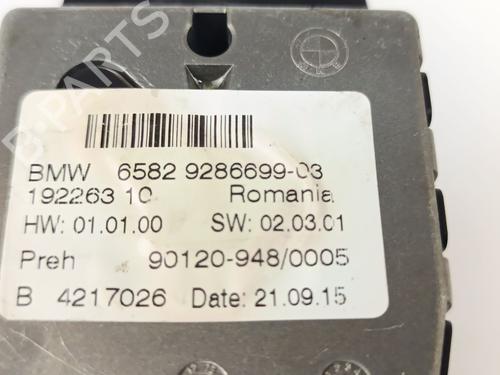 B-PARTS
BMW 6582 9286699-03
192263 10 Romania
HW: 01.01.00 SW: 02.03.01
Preh 90120-948/0005
B 4217026 Date: 21.09.15